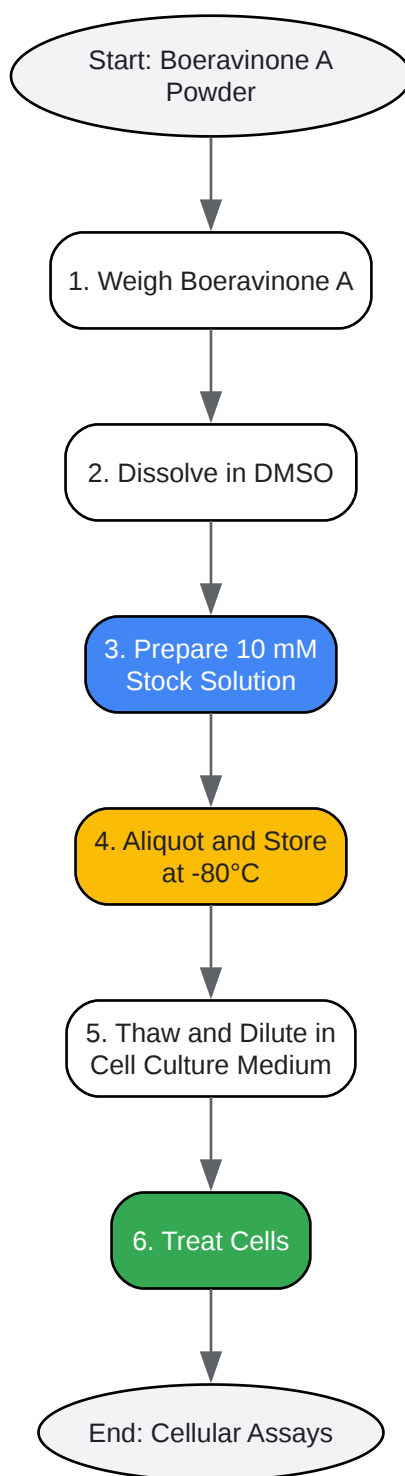 Start: Boeravinone A
Powder
1. Weigh Boeravinone A
2. Dissolve in DMSO
3. Prepare 10 mM
Stock Solution
4. Aliquot and Store
at -80°C
5. Thaw and Dilute in
Cell Culture Medium
6. Treat Cells
End: Cellular Assays